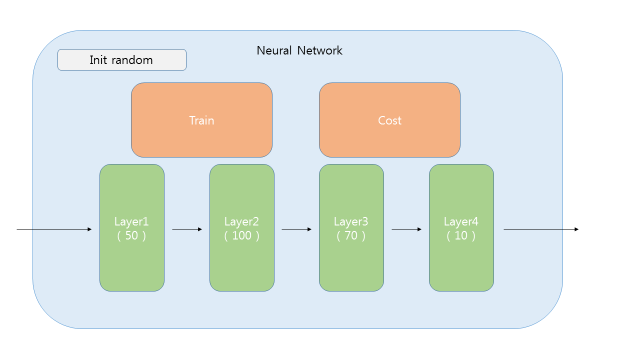 Neural Network
Init random
Train
Cost
Layer1
( 50 )
Layer2
( 100 )
Layer3
( 70 )
Layer4
( 10 )